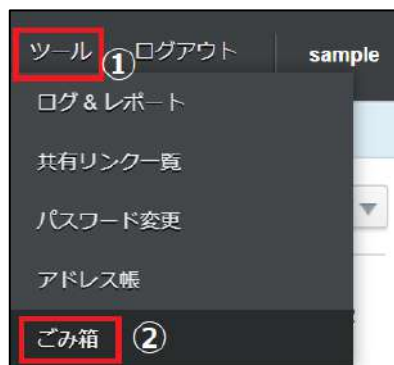 ツール ① ログアウト sample
ログ & レポート
共有リンク一覧
パスワード変更
アドレス帳
ごみ箱 ②